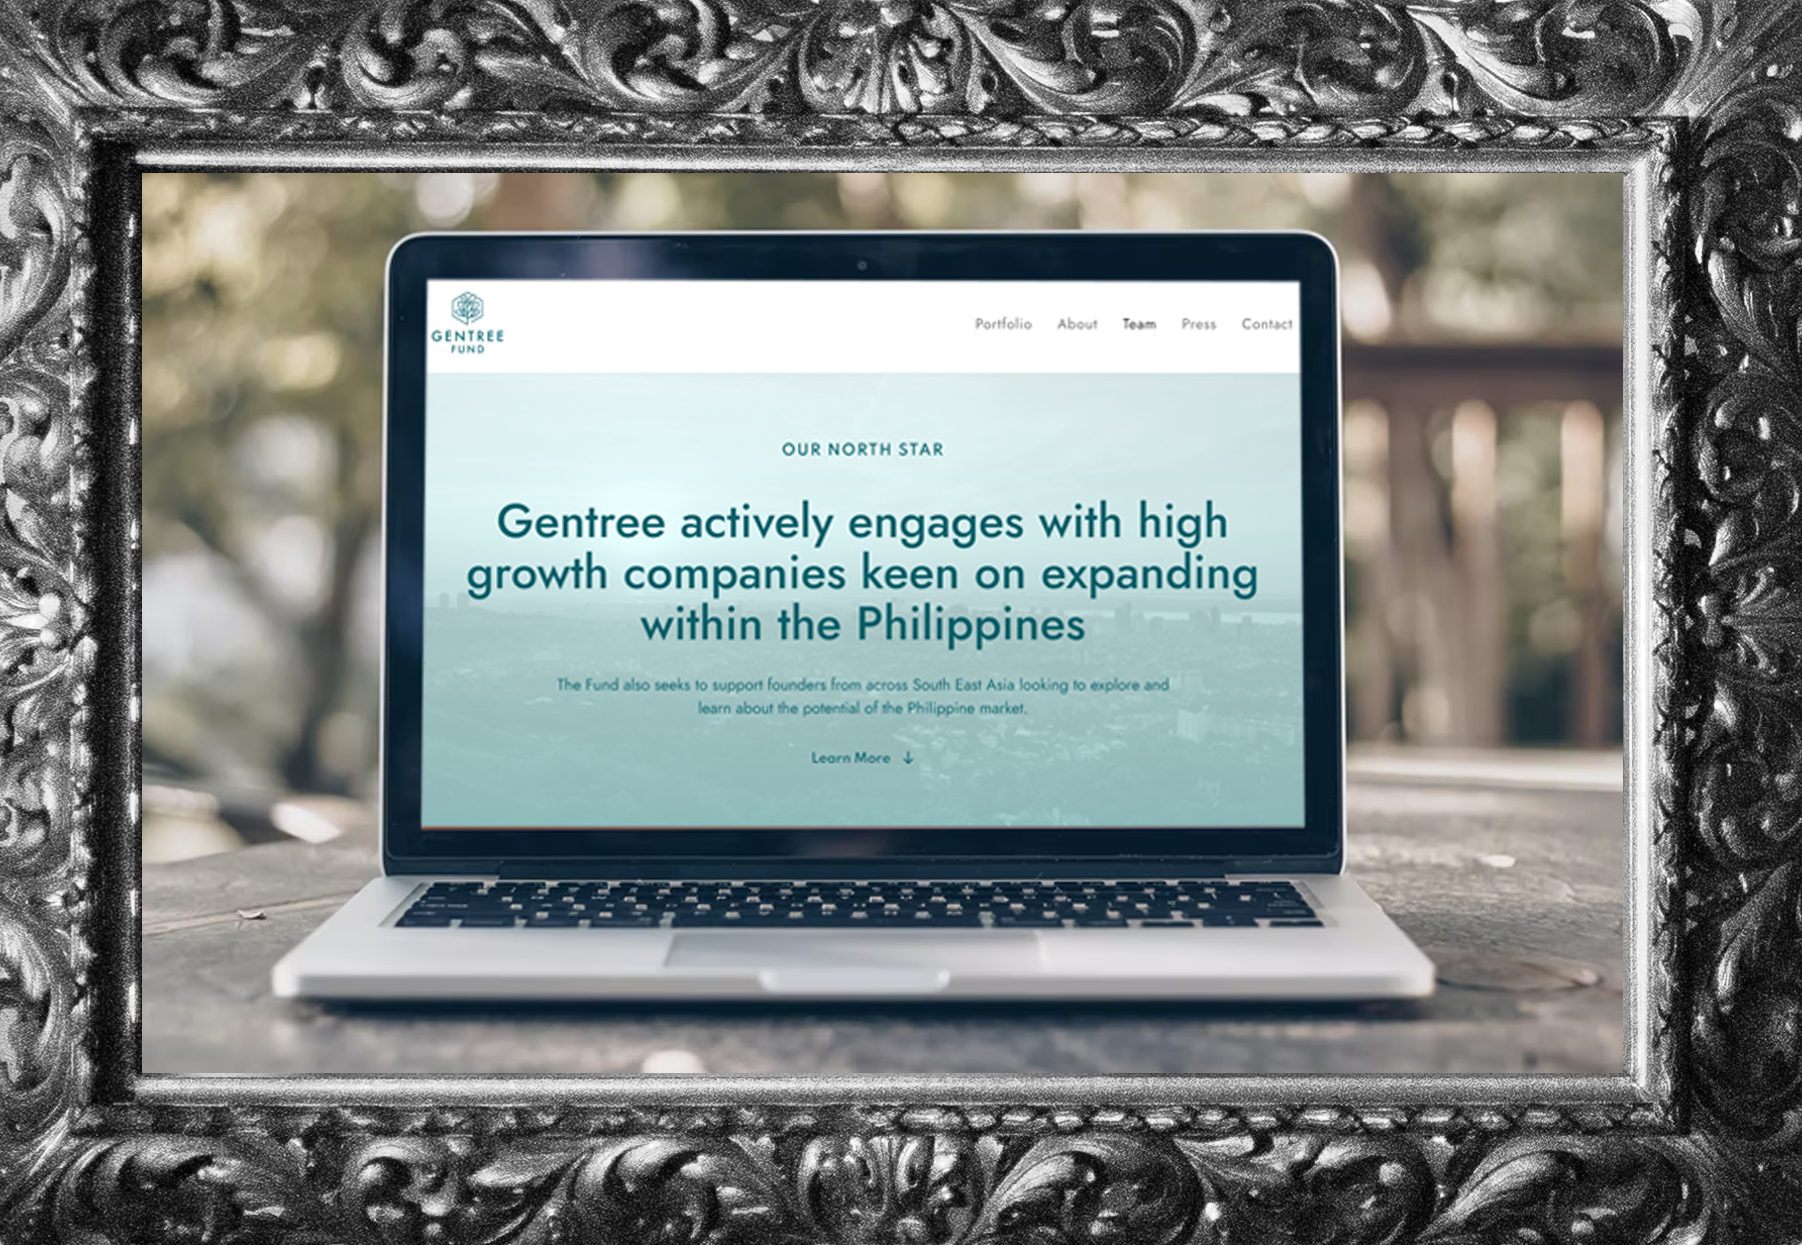 GENTREE
FUND
Portfolio About Team Press Contact
OUR NORTH STAR
Gentree actively engages with high
growth companies keen on expanding
within the Philippines
The Fund also seeks to support founders from across South East Asia looking to explore and
learn about the potential of the Philippine market.
Learn More ↓